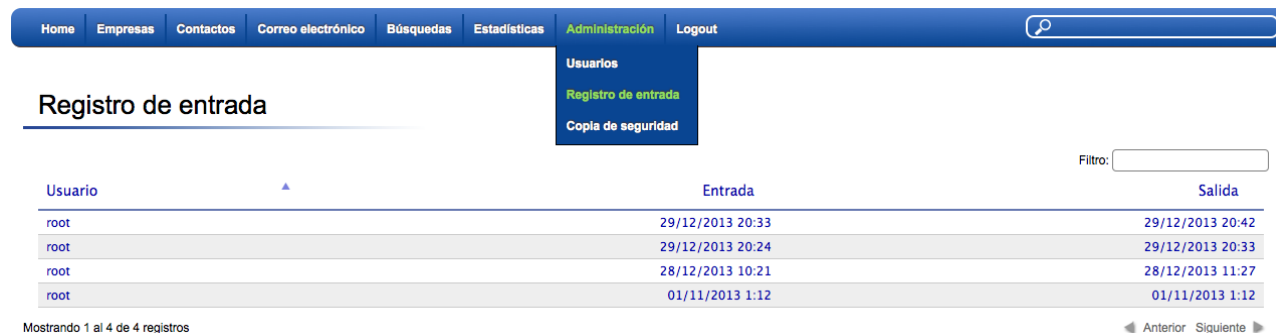 Home Empresas Contactos Correo electrónico Búsquedas Estadísticas Administración Logout
Usuarios
Registro de entrada
Copia de seguridad
Registro de entrada
Filtro:
Usuario Entrada Salida
root 29/12/2013 20:33 29/12/2013 20:42
root 29/12/2013 20:24 29/12/2013 20:33
root 28/12/2013 10:21 28/12/2013 11:27
root 01/11/2013 1:12 01/11/2013 1:12
Mostrando 1 al 4 de 4 registros Anterior Siguiente